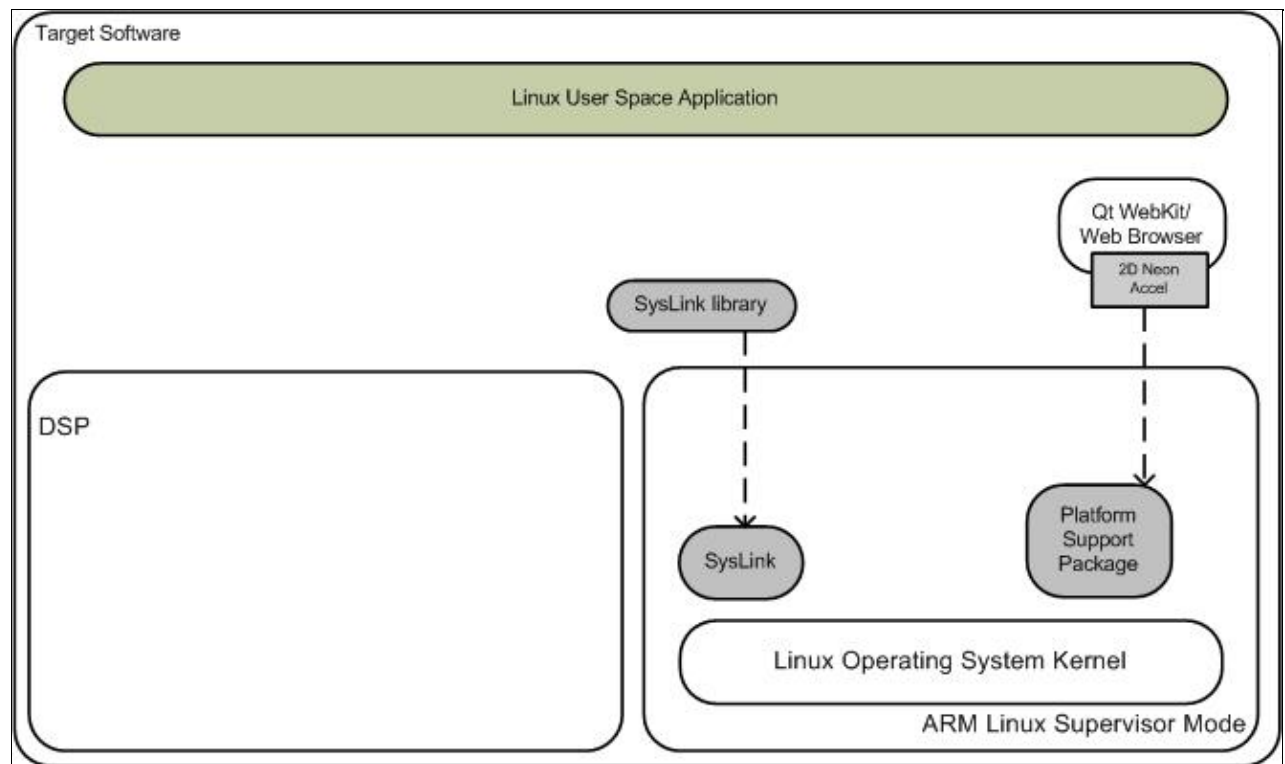 Target Software
Linux User Space Application
Qt WebKit/
Web Browser
2D Neon
Accel
SysLink library
DSP
SysLink
Platform
Support
Package
Linux Operating System Kernel
ARM Linux Supervisor Mode